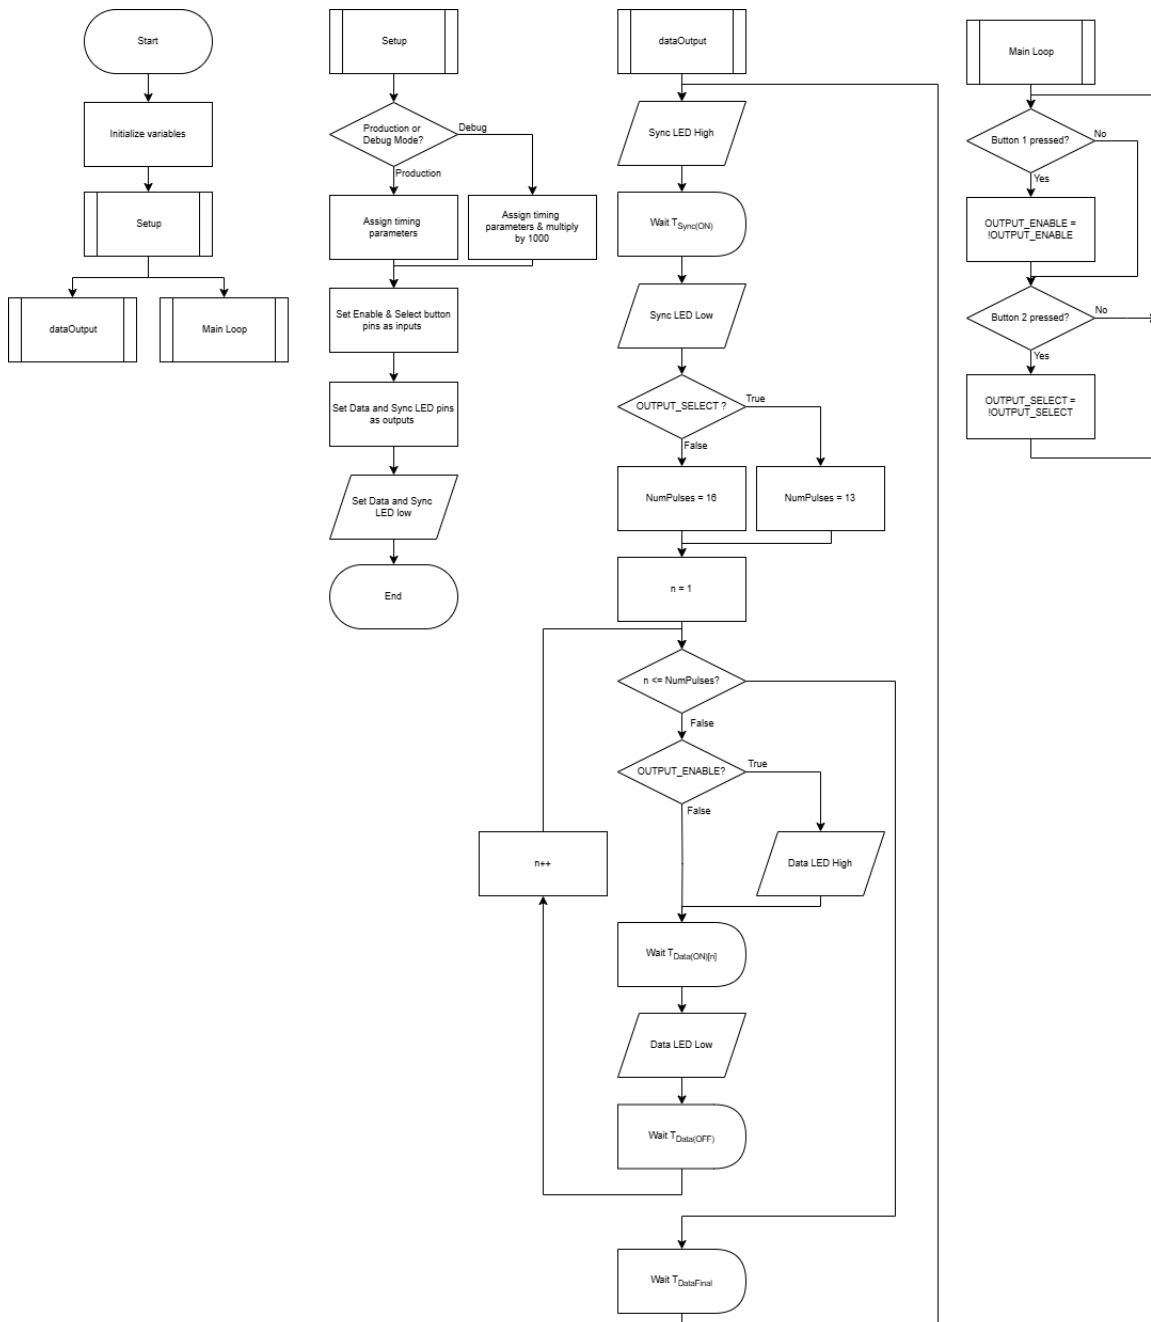 Start
Initialize variables
Setup
dataOutput
Main Loop
Setup
Production or
Debug Mode?
Debug
Production
Assign timing
parameters
Assign timing
parameters & multiply
by 1000
Set Enable & Select button
pins as inputs
Set Data and Sync LED pins
as outputs
Set Data and Sync
LED low
End
dataOutput
Sync LED High
Wait TSync(ON)
Sync LED Low
OUTPUT_SELECT ?
True
False
NumPulses = 16
NumPulses = 13
n = 1
n <= NumPulses?
False
OUTPUT_ENABLE?
True
False
n++
Data LED High
Wait TData(ON)[n]
Data LED Low
Wait TData(OFF)
Wait TDataFinal
Main Loop
Button 1 pressed?
No
Yes
OUTPUT_ENABLE =
!OUTPUT_ENABLE
Button 2 pressed?
No
Yes
OUTPUT_SELECT =
!OUTPUT_SELECT